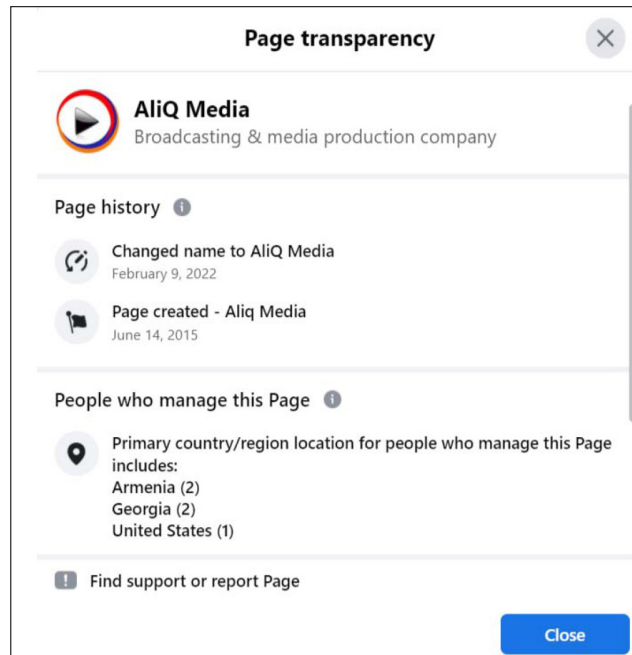 Page transparency
AliQ Media
Broadcasting & media production company
Page history
Changed name to AliQ Media
February 9, 2022
Page created - Aliq Media
June 14, 2015
People who manage this Page
Primary country/region location for people who manage this Page
includes:
Armenia (2)
Georgia (2)
United States (1)
Find support or report Page
Close